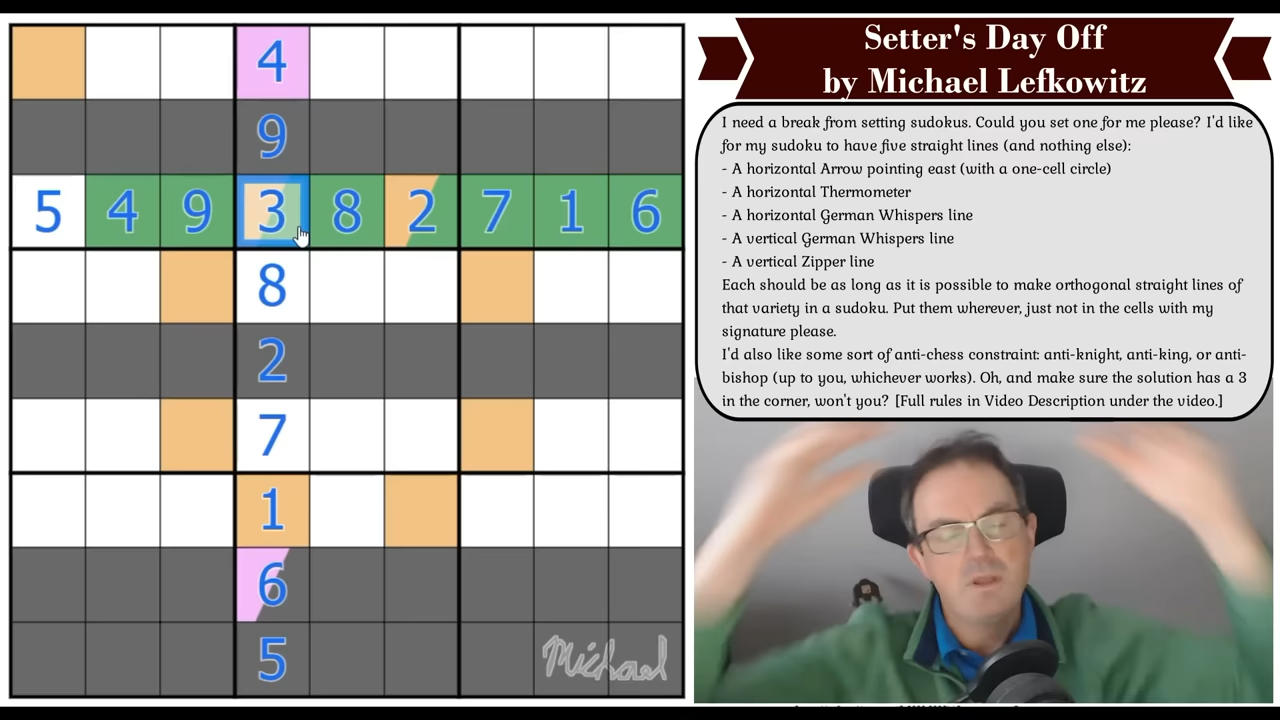 Setter's Day Off
by Michael Lefkowitz
I need a break from setting sudokus. Could you set one for me please? I'd like
for my sudoku to have five straight lines (and nothing else):
- A horizontal Arrow pointing east (with a one-cell circle)
- A horizontal Thermometer
- A horizontal German Whispers line
- A vertical German Whispers line
- A vertical Zipper line
Each should be as long as it is possible to make orthogonal straight lines of
that variety in a sudoku. Put them wherever, just not in the cells with my
signature please.
I'd also like some sort of anti-chess constraint: anti-knight, anti-king, or anti-
bishop (up to you, whichever works). Oh, and make sure the solution has a 3
in the corner, won't you? [Full rules in Video Description under the video.]
4
9
5 4 9 3 8 2 7 1 6
8
2
7
1
6
5
Michael